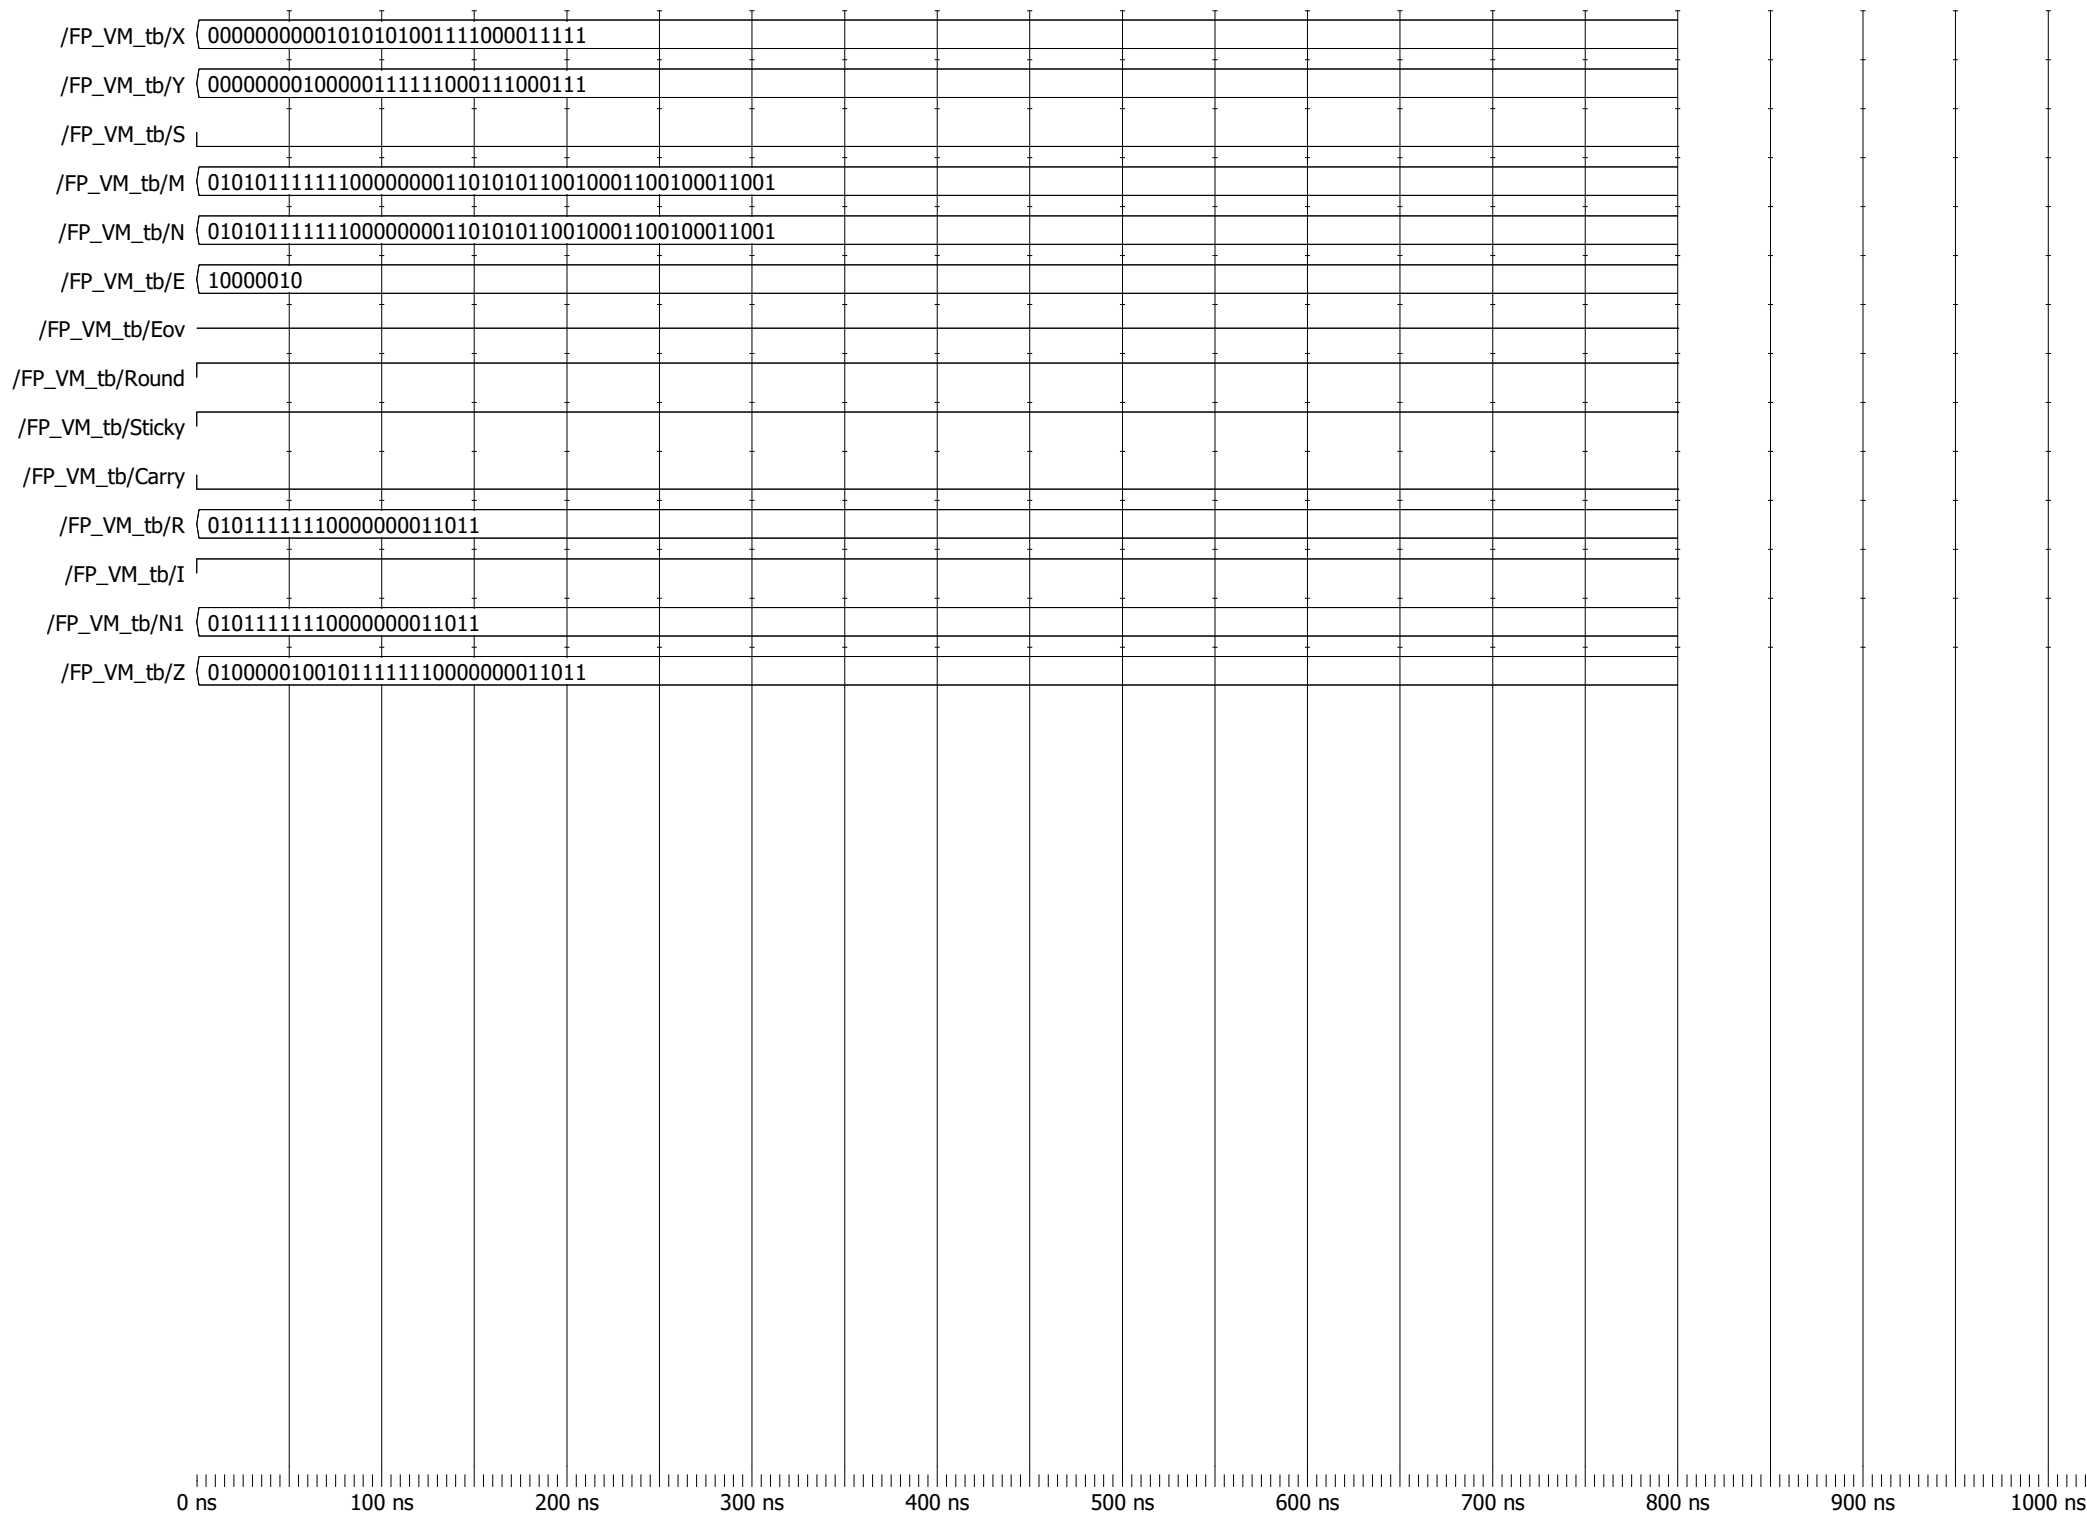 /FP_VM_tb/X 00000000001010101001111000011111
/FP_VM_tb/Y 00000000100000111111000111000111
/FP_VM_tb/S
/FP_VM_tb/M 010101111111000000001101010110010001100100011001
/FP_VM_tb/N 010101111111000000001101010110010001100100011001
/FP_VM_tb/E 10000010
/FP_VM_tb/Eov
/FP_VM_tb/Round
/FP_VM_tb/Sticky
/FP_VM_tb/Carry
/FP_VM_tb/R 01011111110000000011011
/FP_VM_tb/I
/FP_VM_tb/N1 01011111110000000011011
/FP_VM_tb/Z 01000001001011111110000000011011
0 ns 100 ns 200 ns 300 ns 400 ns 500 ns 600 ns 700 ns 800 ns 900 ns 1000 ns